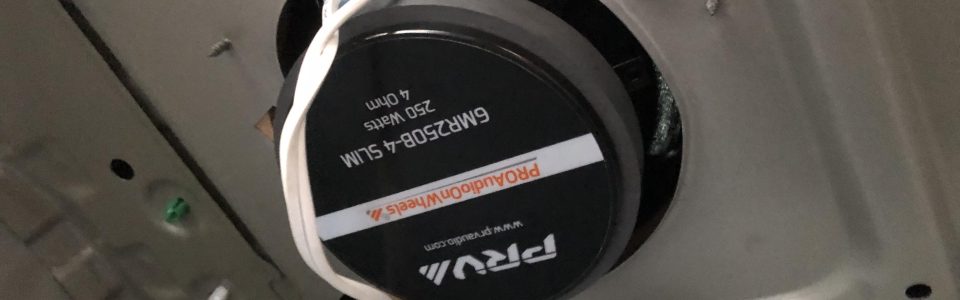 PRV
www.prvaudio.com
PROAudioOnWheels
6MR250B-4 SLIM
250 Watts
4 Ohm